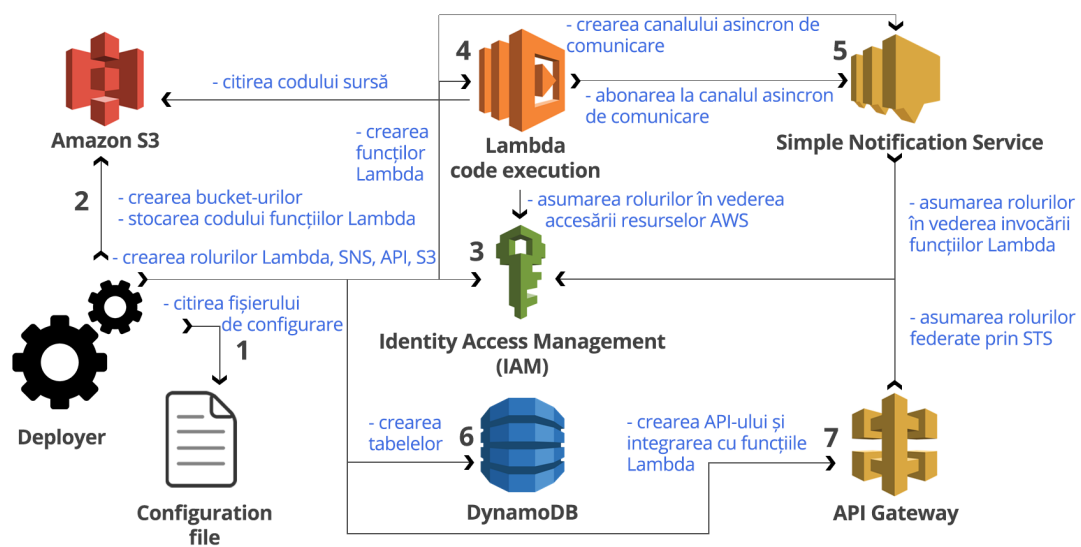 - crearea canalului asincron de
comunicare
4
5
- citirea codului sursă
- abonarea la canalul asincron
de comunicare
Amazon S3
- crearea
funcților
Lambda
Lambda
code execution
Simple Notification Service
2
- crearea bucket-urilor
- stocarea codului funcțiilor Lambda
- asumarea rolurilor în vederea
accesării resurselor AWS
- asumarea rolurilor
în vederea invocării
funcțiilor Lambda
- crearea rolurilor Lambda, SNS, API, S3
3
- citirea fișierului
de configurare
1
Identity Access Management
(IAM)
- asumarea rolurilor
federate prin STS
Deployer
- crearea
tabelelor
6
- crearea API-ului și
integrarea cu funcțiile
Lambda
7
Configuration
file
DynamoDB
API Gateway